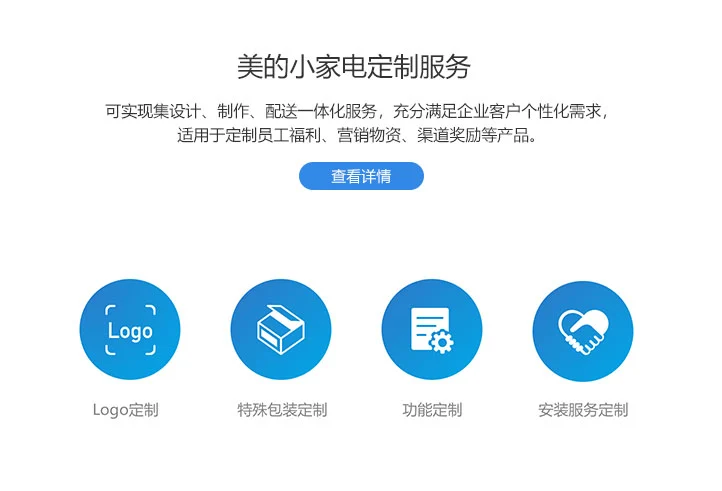 美的小家电定制服务
可实现集设计、制作、配送一体化服务，充分满足企业客户个性化需求，
适用于定制员工福利、营销物资、渠道奖励等产品。
查看详情
Logo
Logo定制
特殊包装定制
功能定制
安装服务定制